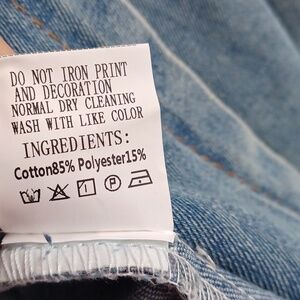 DO NOT IRON PRINT
AND DECORATION
NORMAL DRY CLEANING
WASH WITH LIKE COLOR
INGREDIENTS:
Cotton85% Polyester15%
P